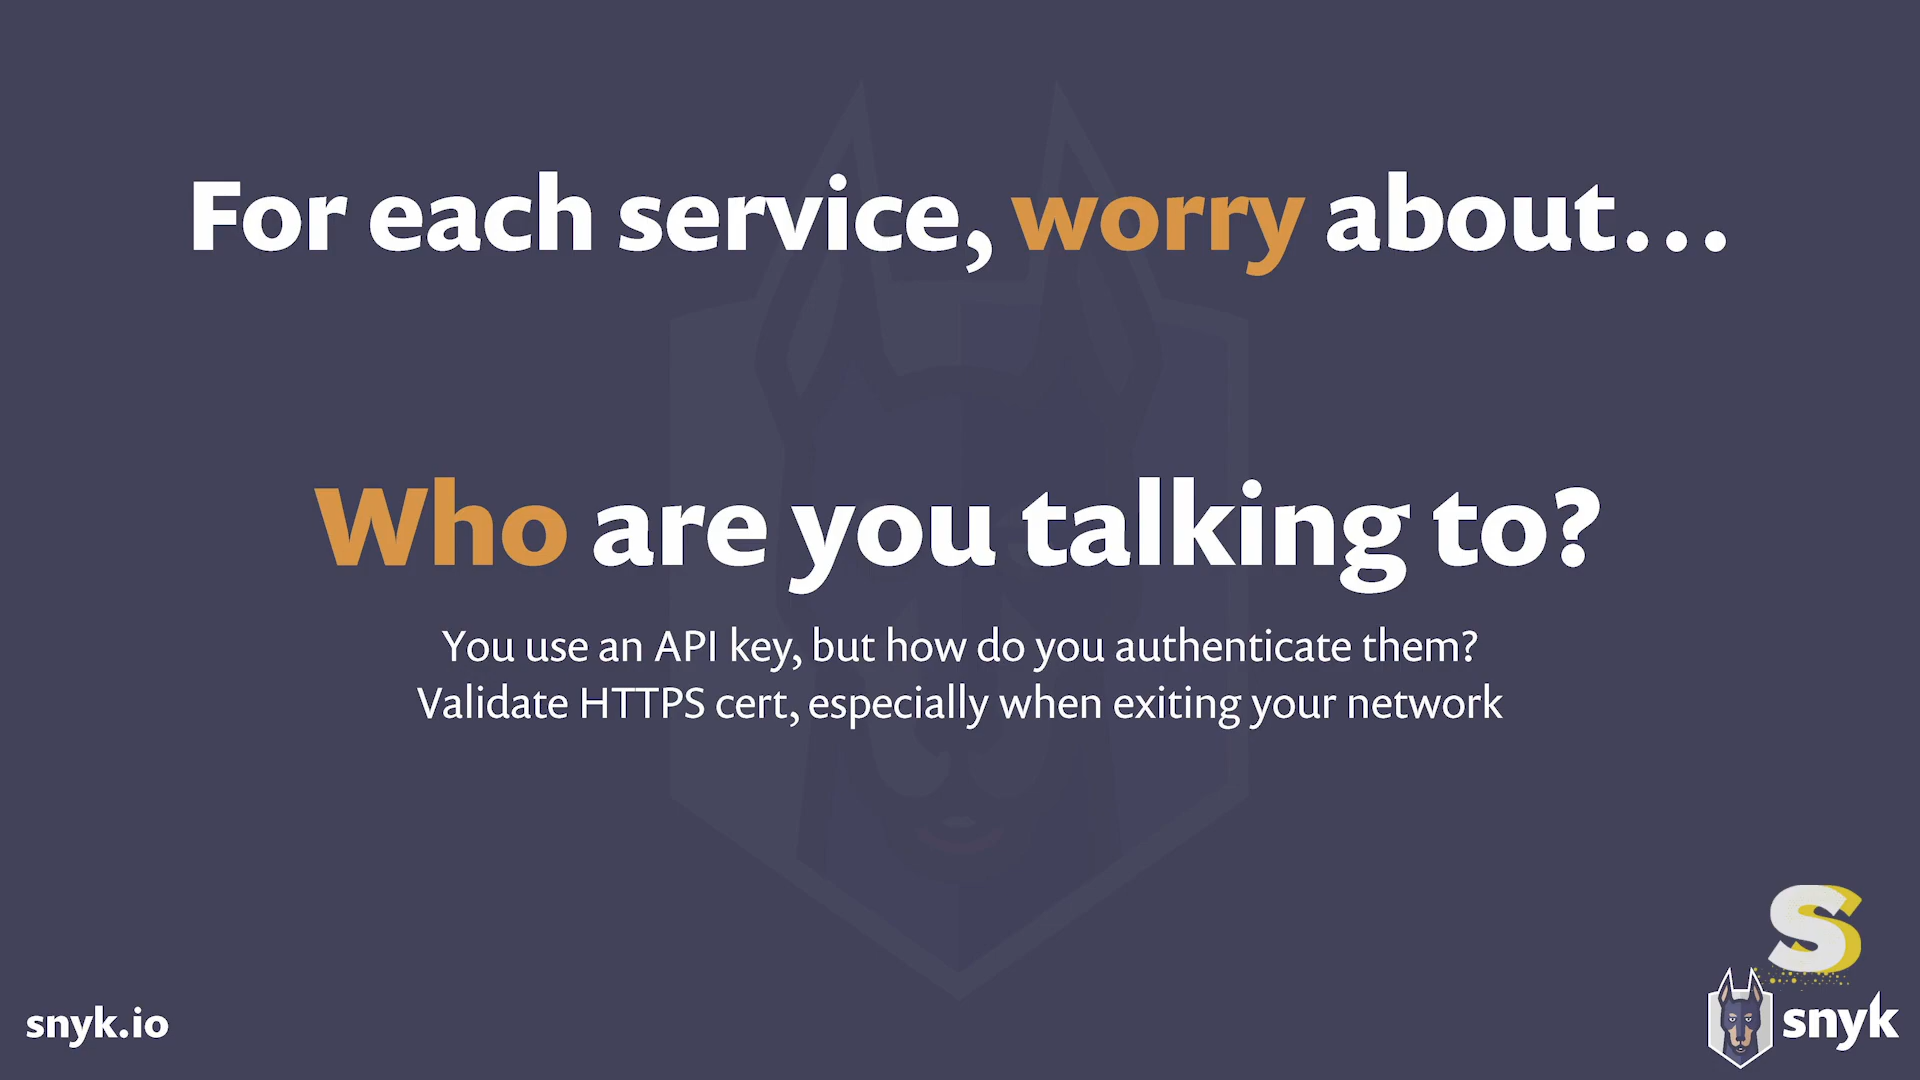 For each service, worry about…
Who are you talking to?
You use an API key, but how do you authenticate them?
Validate HTTPS cert, especially when exiting your network
S
snyk.io
snyk